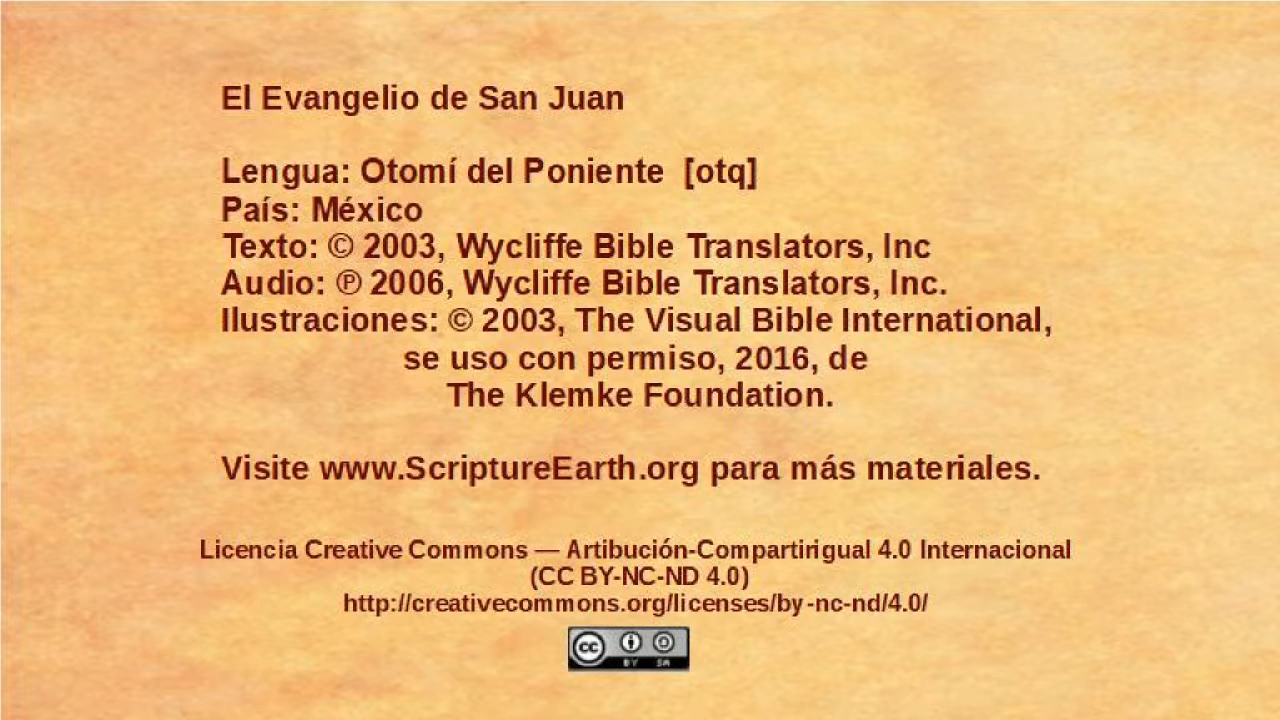 El Evangelio de San Juan
Lengua: Otomí del Poniente [otq]
País: México
Texto: © 2003, Wycliffe Bible Translators, Inc
Audio: ℗ 2006, Wycliffe Bible Translators, Inc.
Ilustraciones: © 2003, The Visual Bible International,
se uso con permiso, 2016, de
The Klemke Foundation.
Visite www.ScriptureEarth.org para más materiales.
Licencia Creative Commons — Artibución-Compartirigual 4.0 Internacional
(CC BY-NC-ND 4.0)
http://creativecommons.org/licenses/by-nc-nd/4.0/
cc BY SA